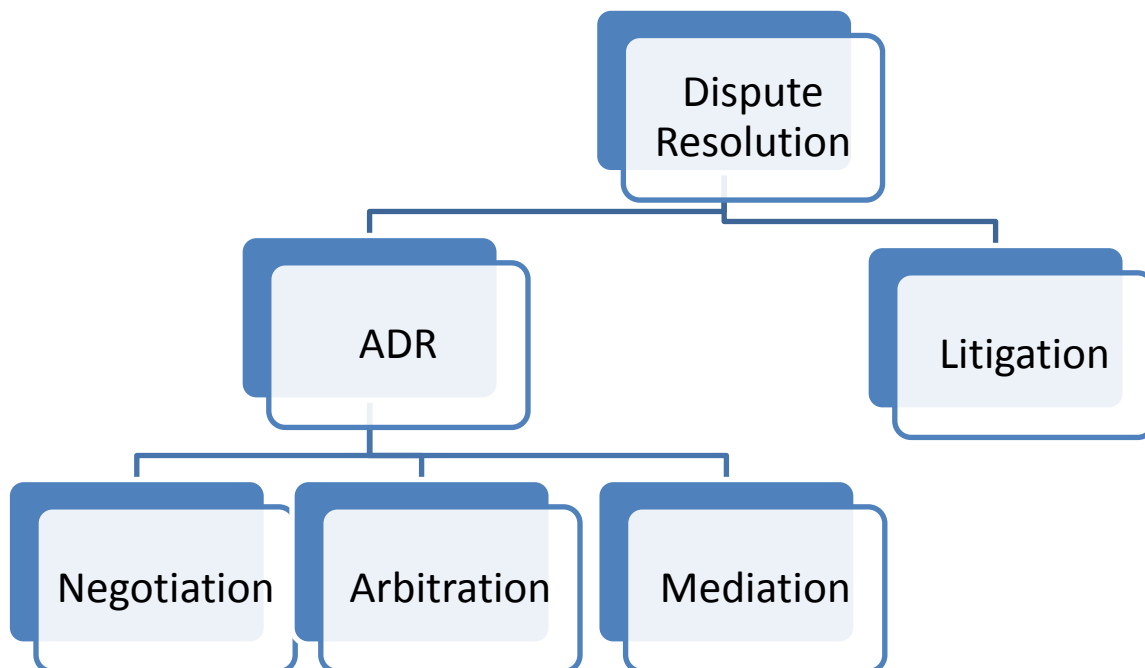 Dispute
Resolution
ADR
Litigation
Negotiation
Arbitration
Mediation